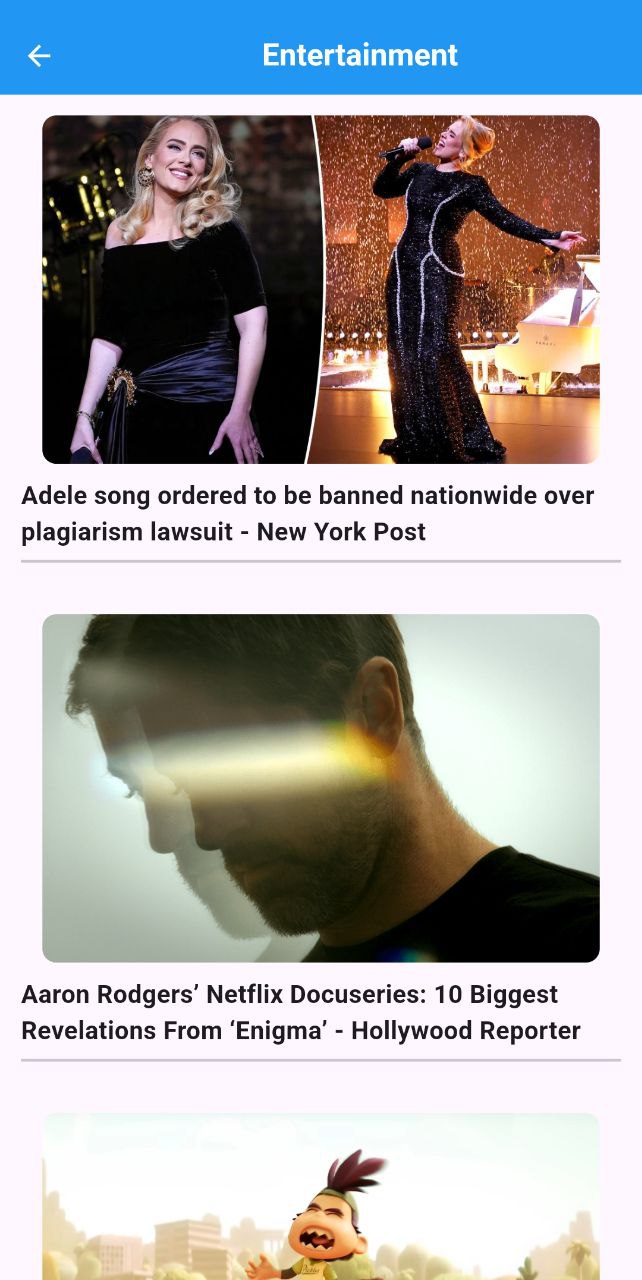 Entertainment
Adele song ordered to be banned nationwide over
plagiarism lawsuit - New York Post
Aaron Rodgers’ Netflix Docuseries: 10 Biggest
Revelations From ‘Enigma’ - Hollywood Reporter